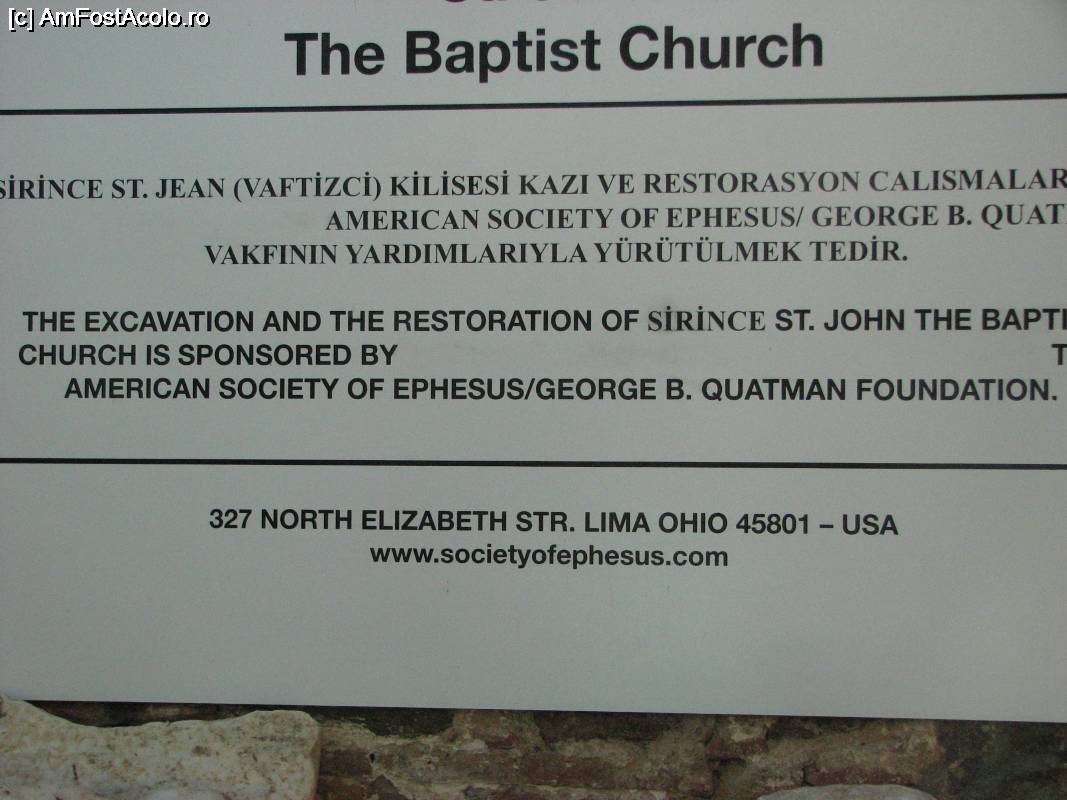 [c] AmFostAcolo.ro
The Baptist Church
SİRİNCE ST. JEAN (VAFTİZCİ) KİLİSESİ KAZI VE RESTORASYON CALISMALAR
AMERICAN SOCIETY OF EPHESUS/ GEORGE B. QUAT
VAKFININ YARDIMLARIYLA YÜRÜTÜLMEK TEDİR.
THE EXCAVATION AND THE RESTORATION OF SİRİNCE ST. JOHN THE BAPTI
CHURCH IS SPONSORED BY T
AMERICAN SOCIETY OF EPHESUS/GEORGE B. QUATMAN FOUNDATION.
327 NORTH ELIZABETH STR. LIMA OHIO 45801 – USA
www.societyofephesus.com